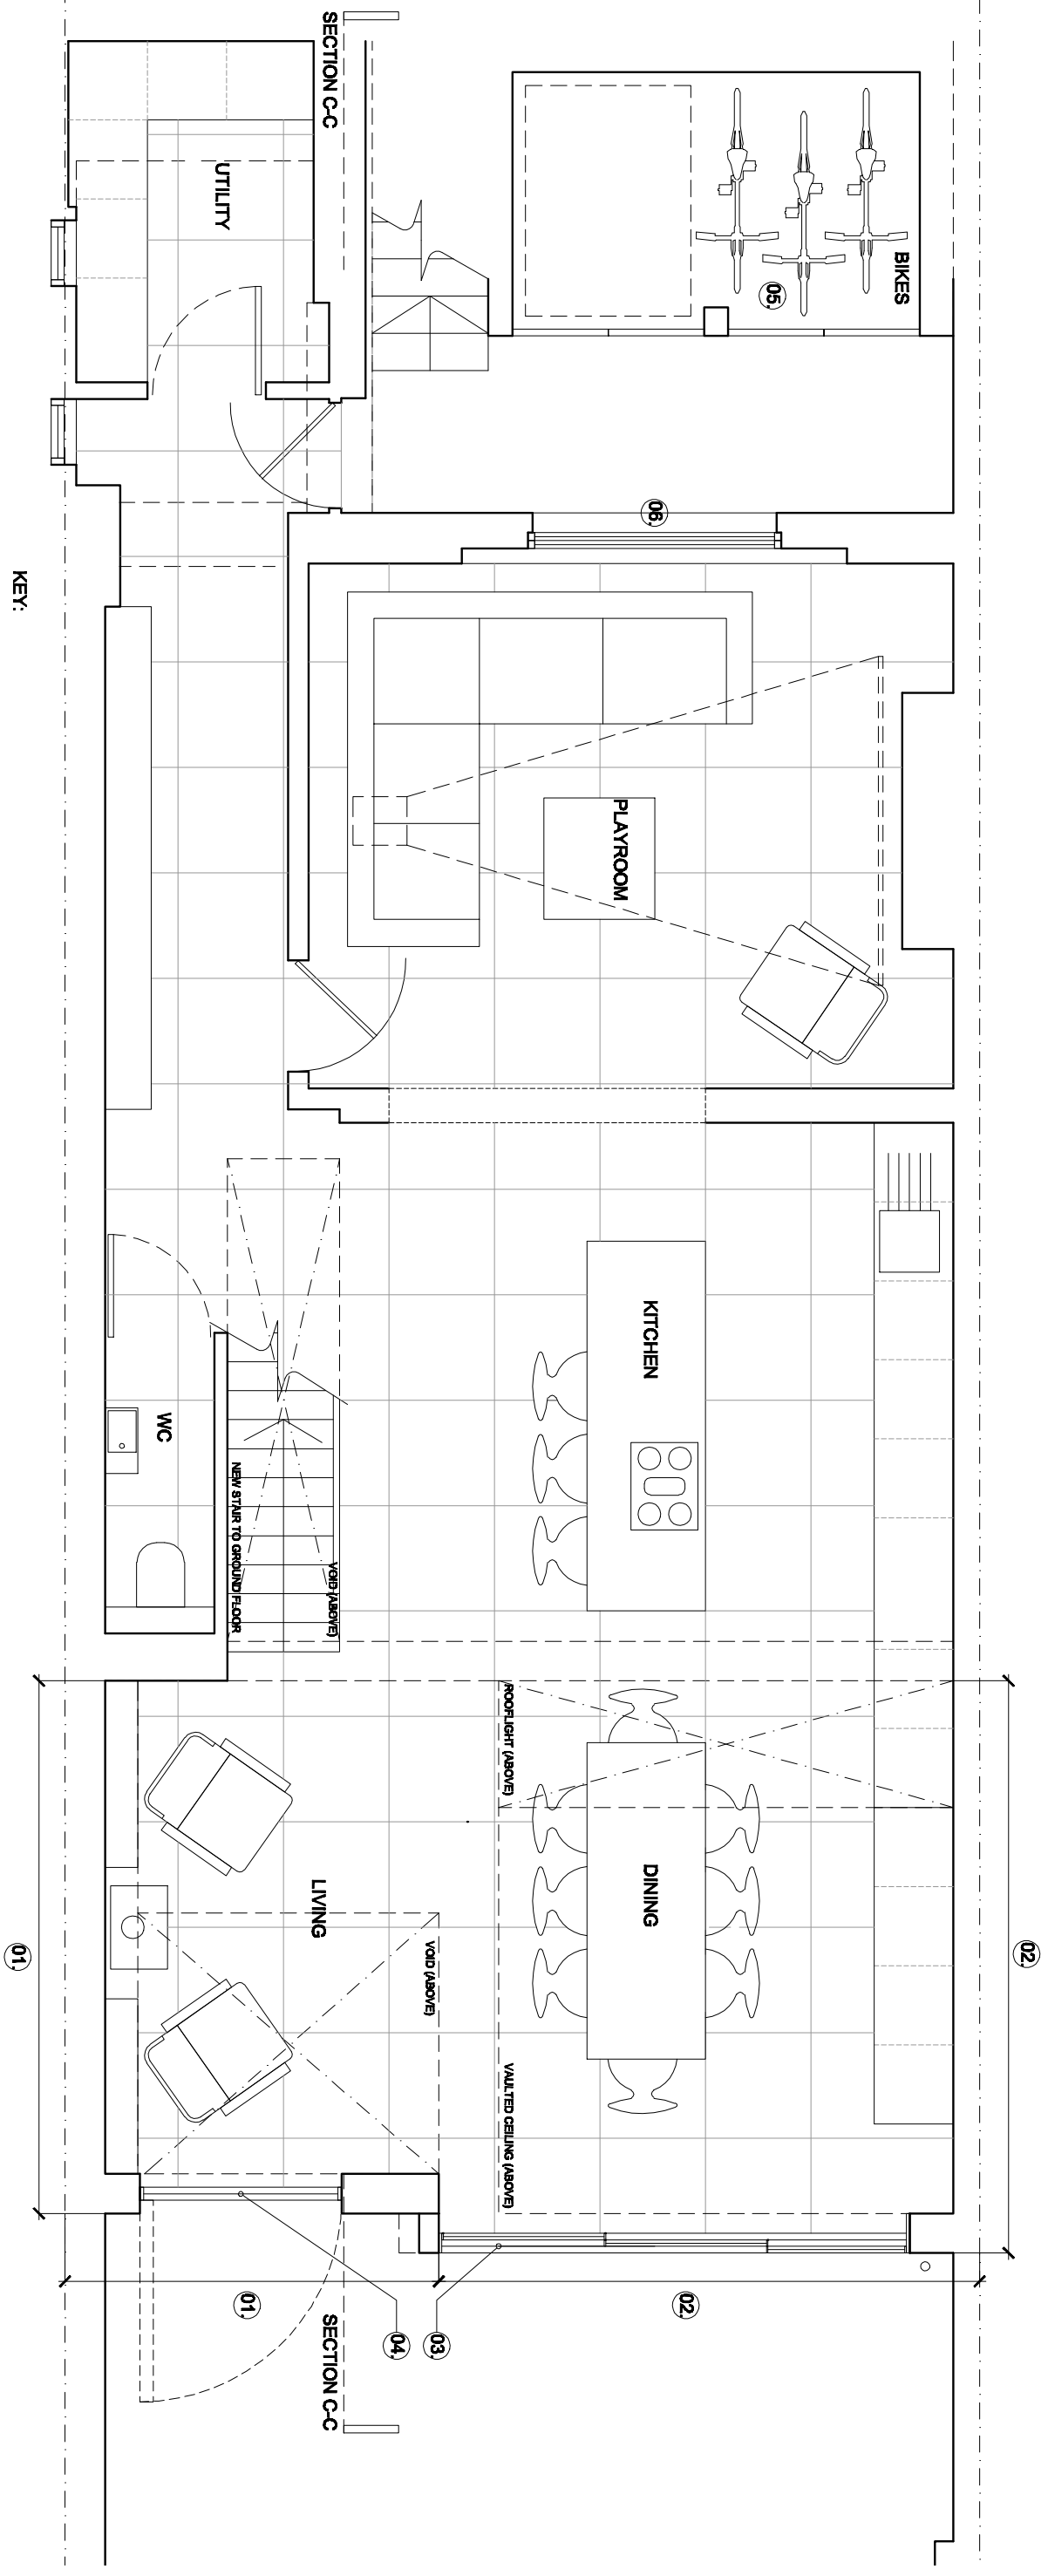 SECTION C-C
UTILITY
BIKES
05.
06.
KEY:
PLAYROOM
KITCHEN
WC
NEW STAIR TO GROUND FLOOR
VOID (ABOVE)
ROOFLIGHT (ABOVE)
DINING
LIVING
VOID (ABOVE)
VAULTED CEILING (ABOVE)
02.
01.
01.
02.
04.
03.
SECTION C-C